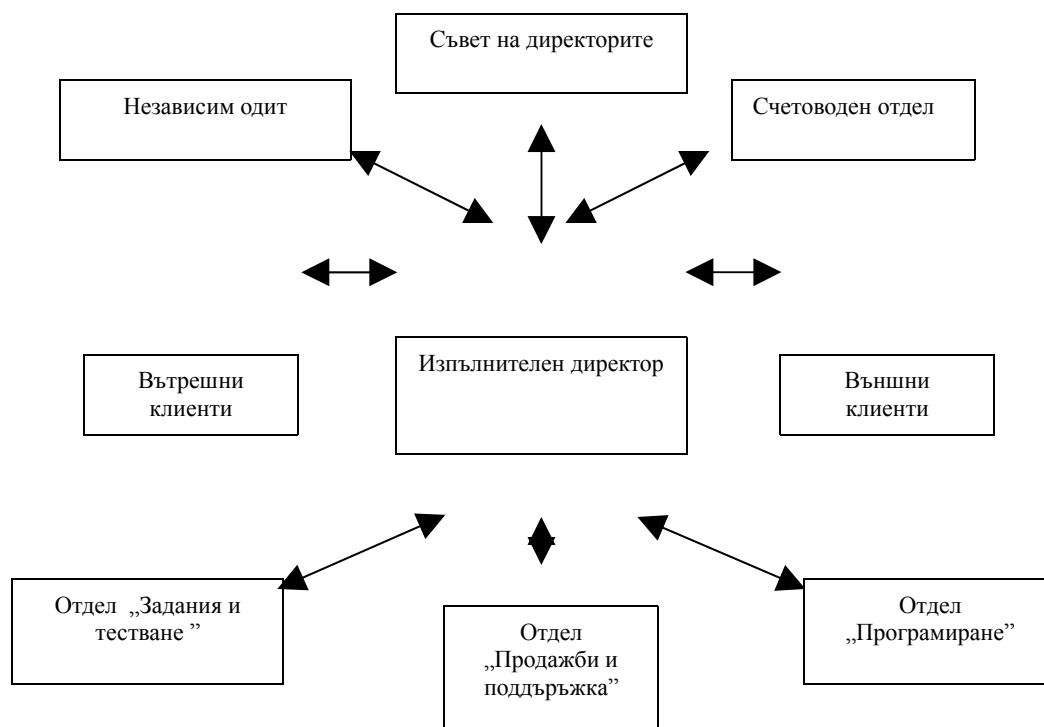 Съвет на директорите
Независим одит
Счетоводен отдел
Вътрешни
клиенти
Изпълнителен директор
Външни
клиенти
Отдел „Задания и
тестване ”
Отдел
„Продажби и
поддръжка”
Отдел
„Програмиране”